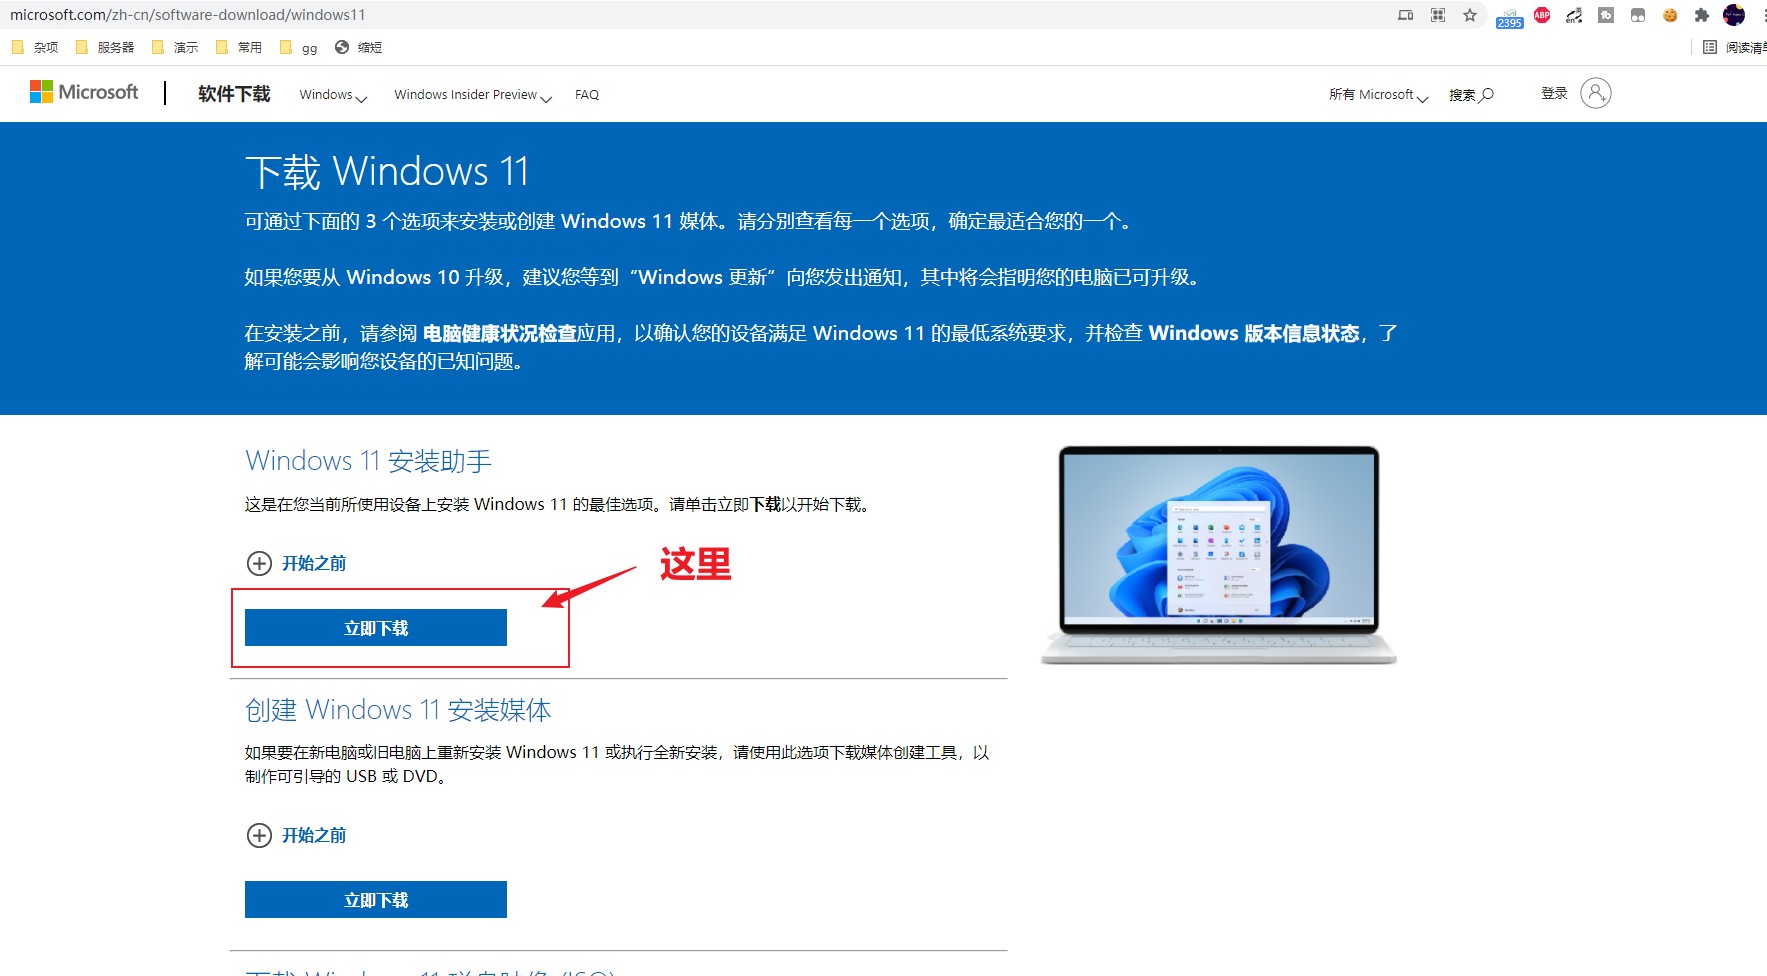 microsoft.com/zh-cn/software-download/windows11
2395
ABP
en
杂项 服务器 演示 常用 gg 缩短
阅读清单
Microsoft 软件下载 Windows Windows Insider Preview FAQ 所有 Microsoft 搜索 登录
下载 Windows 11
可通过下面的 3 个选项来安装或创建 Windows 11 媒体。请分别查看每一个选项，确定最适合您的一个。
如果您要从 Windows 10 升级，建议您等到“Windows 更新”向您发出通知，其中将会指明您的电脑已可升级。
在安装之前，请参阅 电脑健康状况检查应用，以确认您的设备满足 Windows 11 的最低系统要求，并检查 Windows 版本信息状态，了
解可能会影响您设备的已知问题。
Windows 11 安装助手
这是在您当前所使用设备上安装 Windows 11 的最佳选项。请单击立即下载以开始下载。
开始之前
这里
立即下载
创建 Windows 11 安装媒体
如果要在新电脑或旧电脑上重新安装 Windows 11 或执行全新安装，请使用此选项下载媒体创建工具，以
制作可引导的 USB 或 DVD。
开始之前
立即下载
下载 Windows 11 磁盘映像 (ISO)